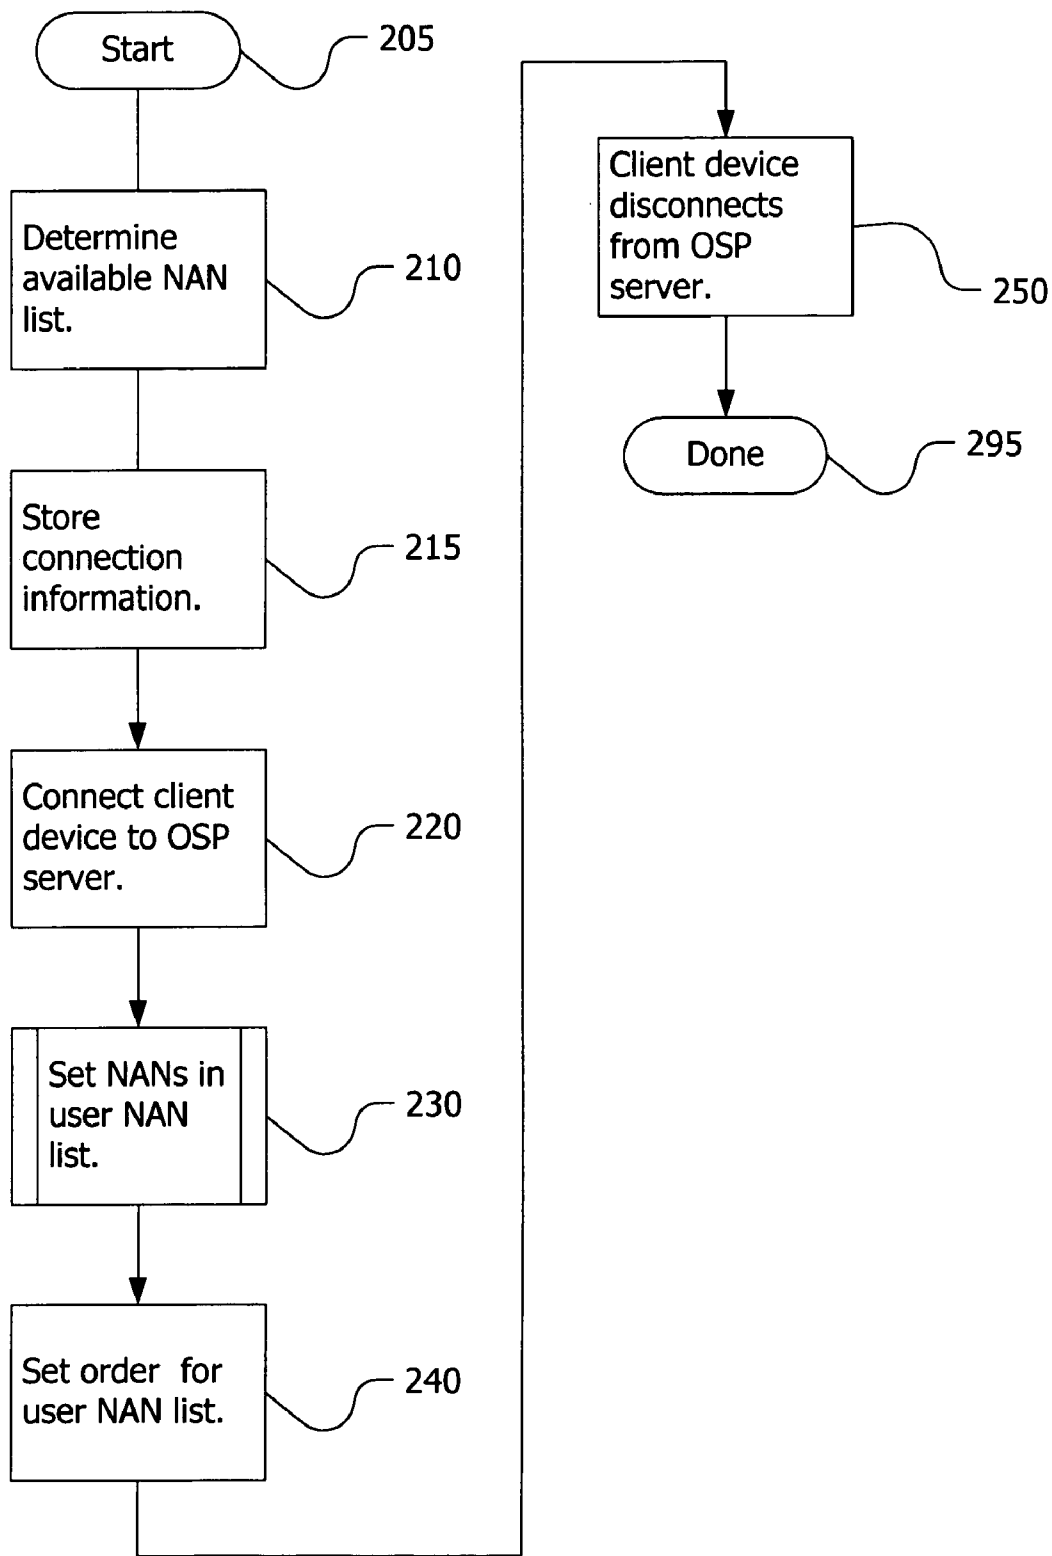 Start
205
Determine
available NAN
list.
210
Store
connection
information.
215
Connect client
device to OSP
server.
220
Set NANs in
user NAN
list.
230
Set order for
user NAN list.
240
Client device
disconnects
from OSP
server.
250
Done
295